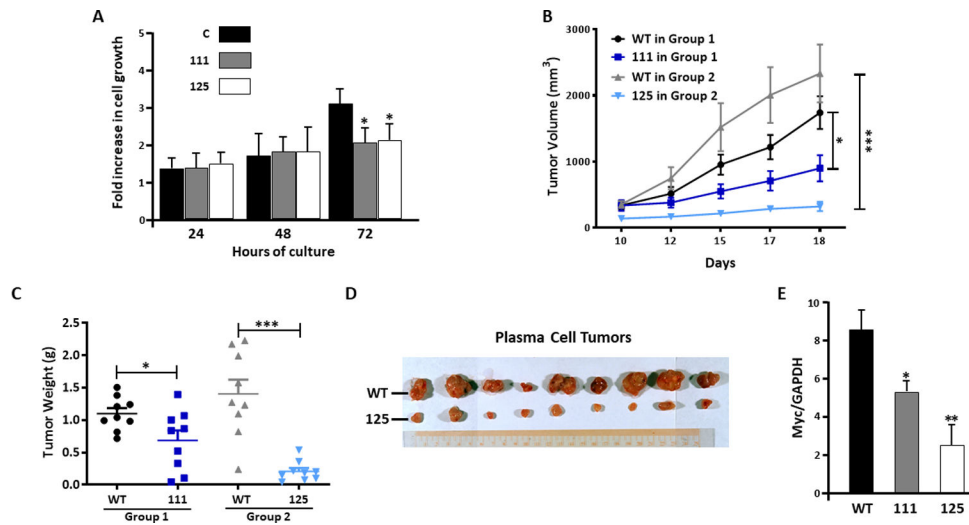 A
C
111
125
Fold increase in cell growth
5
4
3
2
1
0
*
*
24 48 72
Hours of culture
B
WT in Group 1
111 in Group 1
WT in Group 2
125 in Group 2
Tumor Volume (mm³)
3000
2000
1000
0
*
***
10 12 15 17 18
Days
C
Tumor Weight (g)
2.5
2.0
1.5
1.0
0.5
0.0
*
***
WT 111 WT 125
Group 1 Group 2
D
Plasma Cell Tumors
WT
125
E
Myc/GAPDH
10
8
6
4
2
0
*
**
WT 111 125